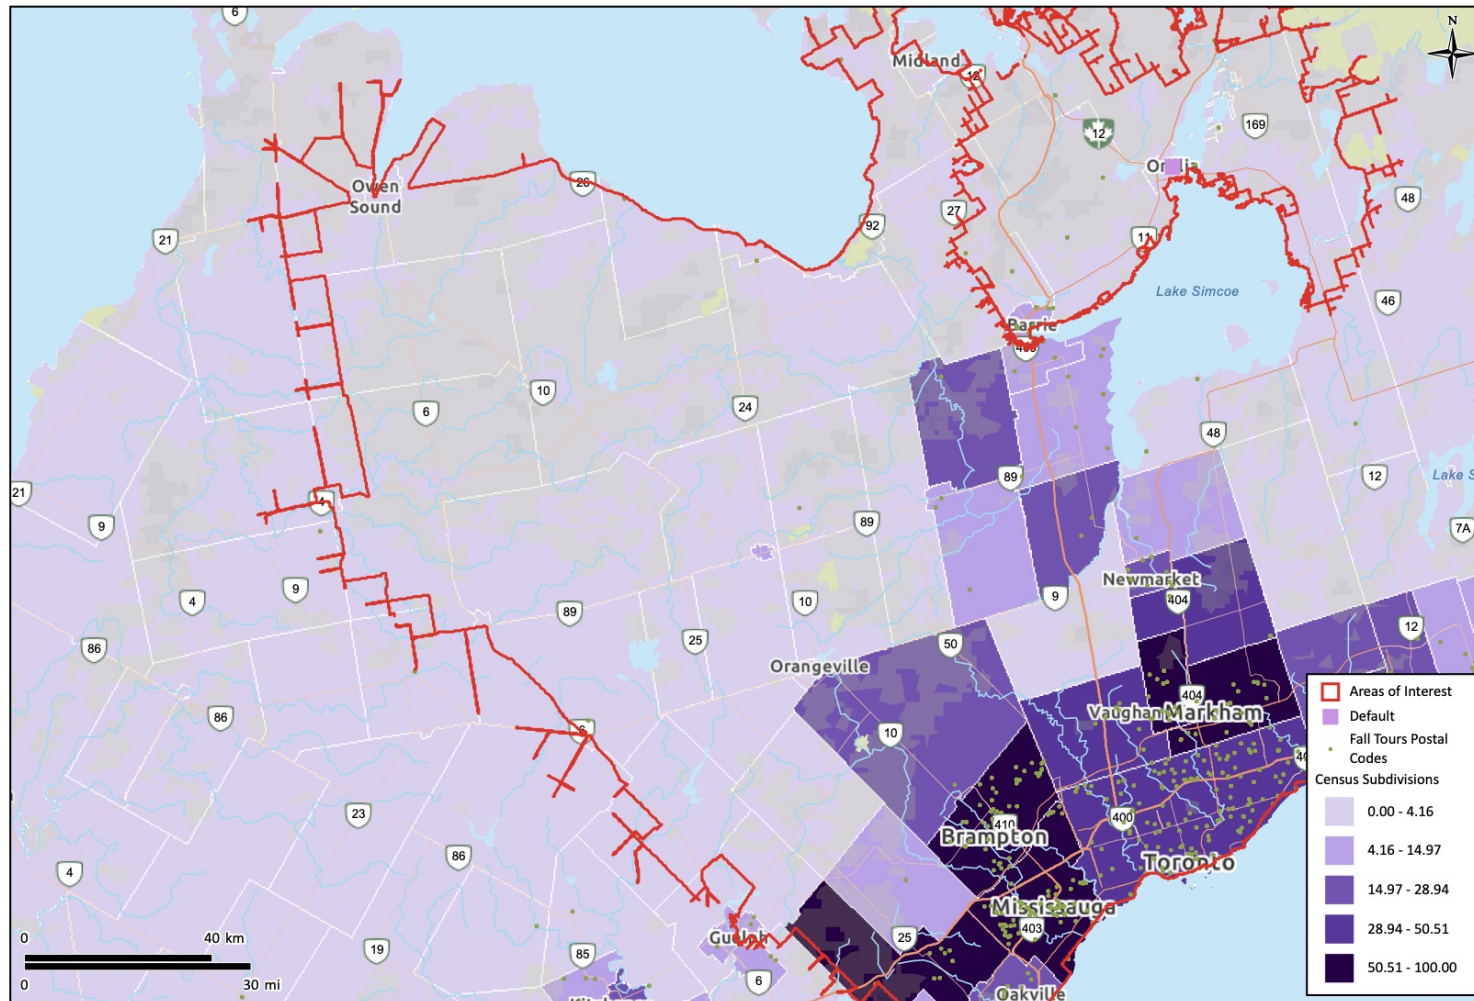 6
N
Midland
12
12
169
Owen
Sound
26
Orillia
48
21
92
27
11
Lake Simcoe
46
Barrie
400
10
6
24
48
21
9
89
12
Lake S
7A
4
89
Newmarket
404
9
4
9
89
10
86
25
50
12
Orangeville
86
404
Vaughan
Markham
6
10
23
410
400
Brampton
86
Toronto
4
Mississauga
403
Guelph
25
19
85
6
Oakville
0
40 km
0
30 mi
Areas of Interest
Default
Fall Tours Postal
Codes
Census Subdivisions
0.00 - 4.16
4.16 - 14.97
14.97 - 28.94
28.94 - 50.51
50.51 - 100.00